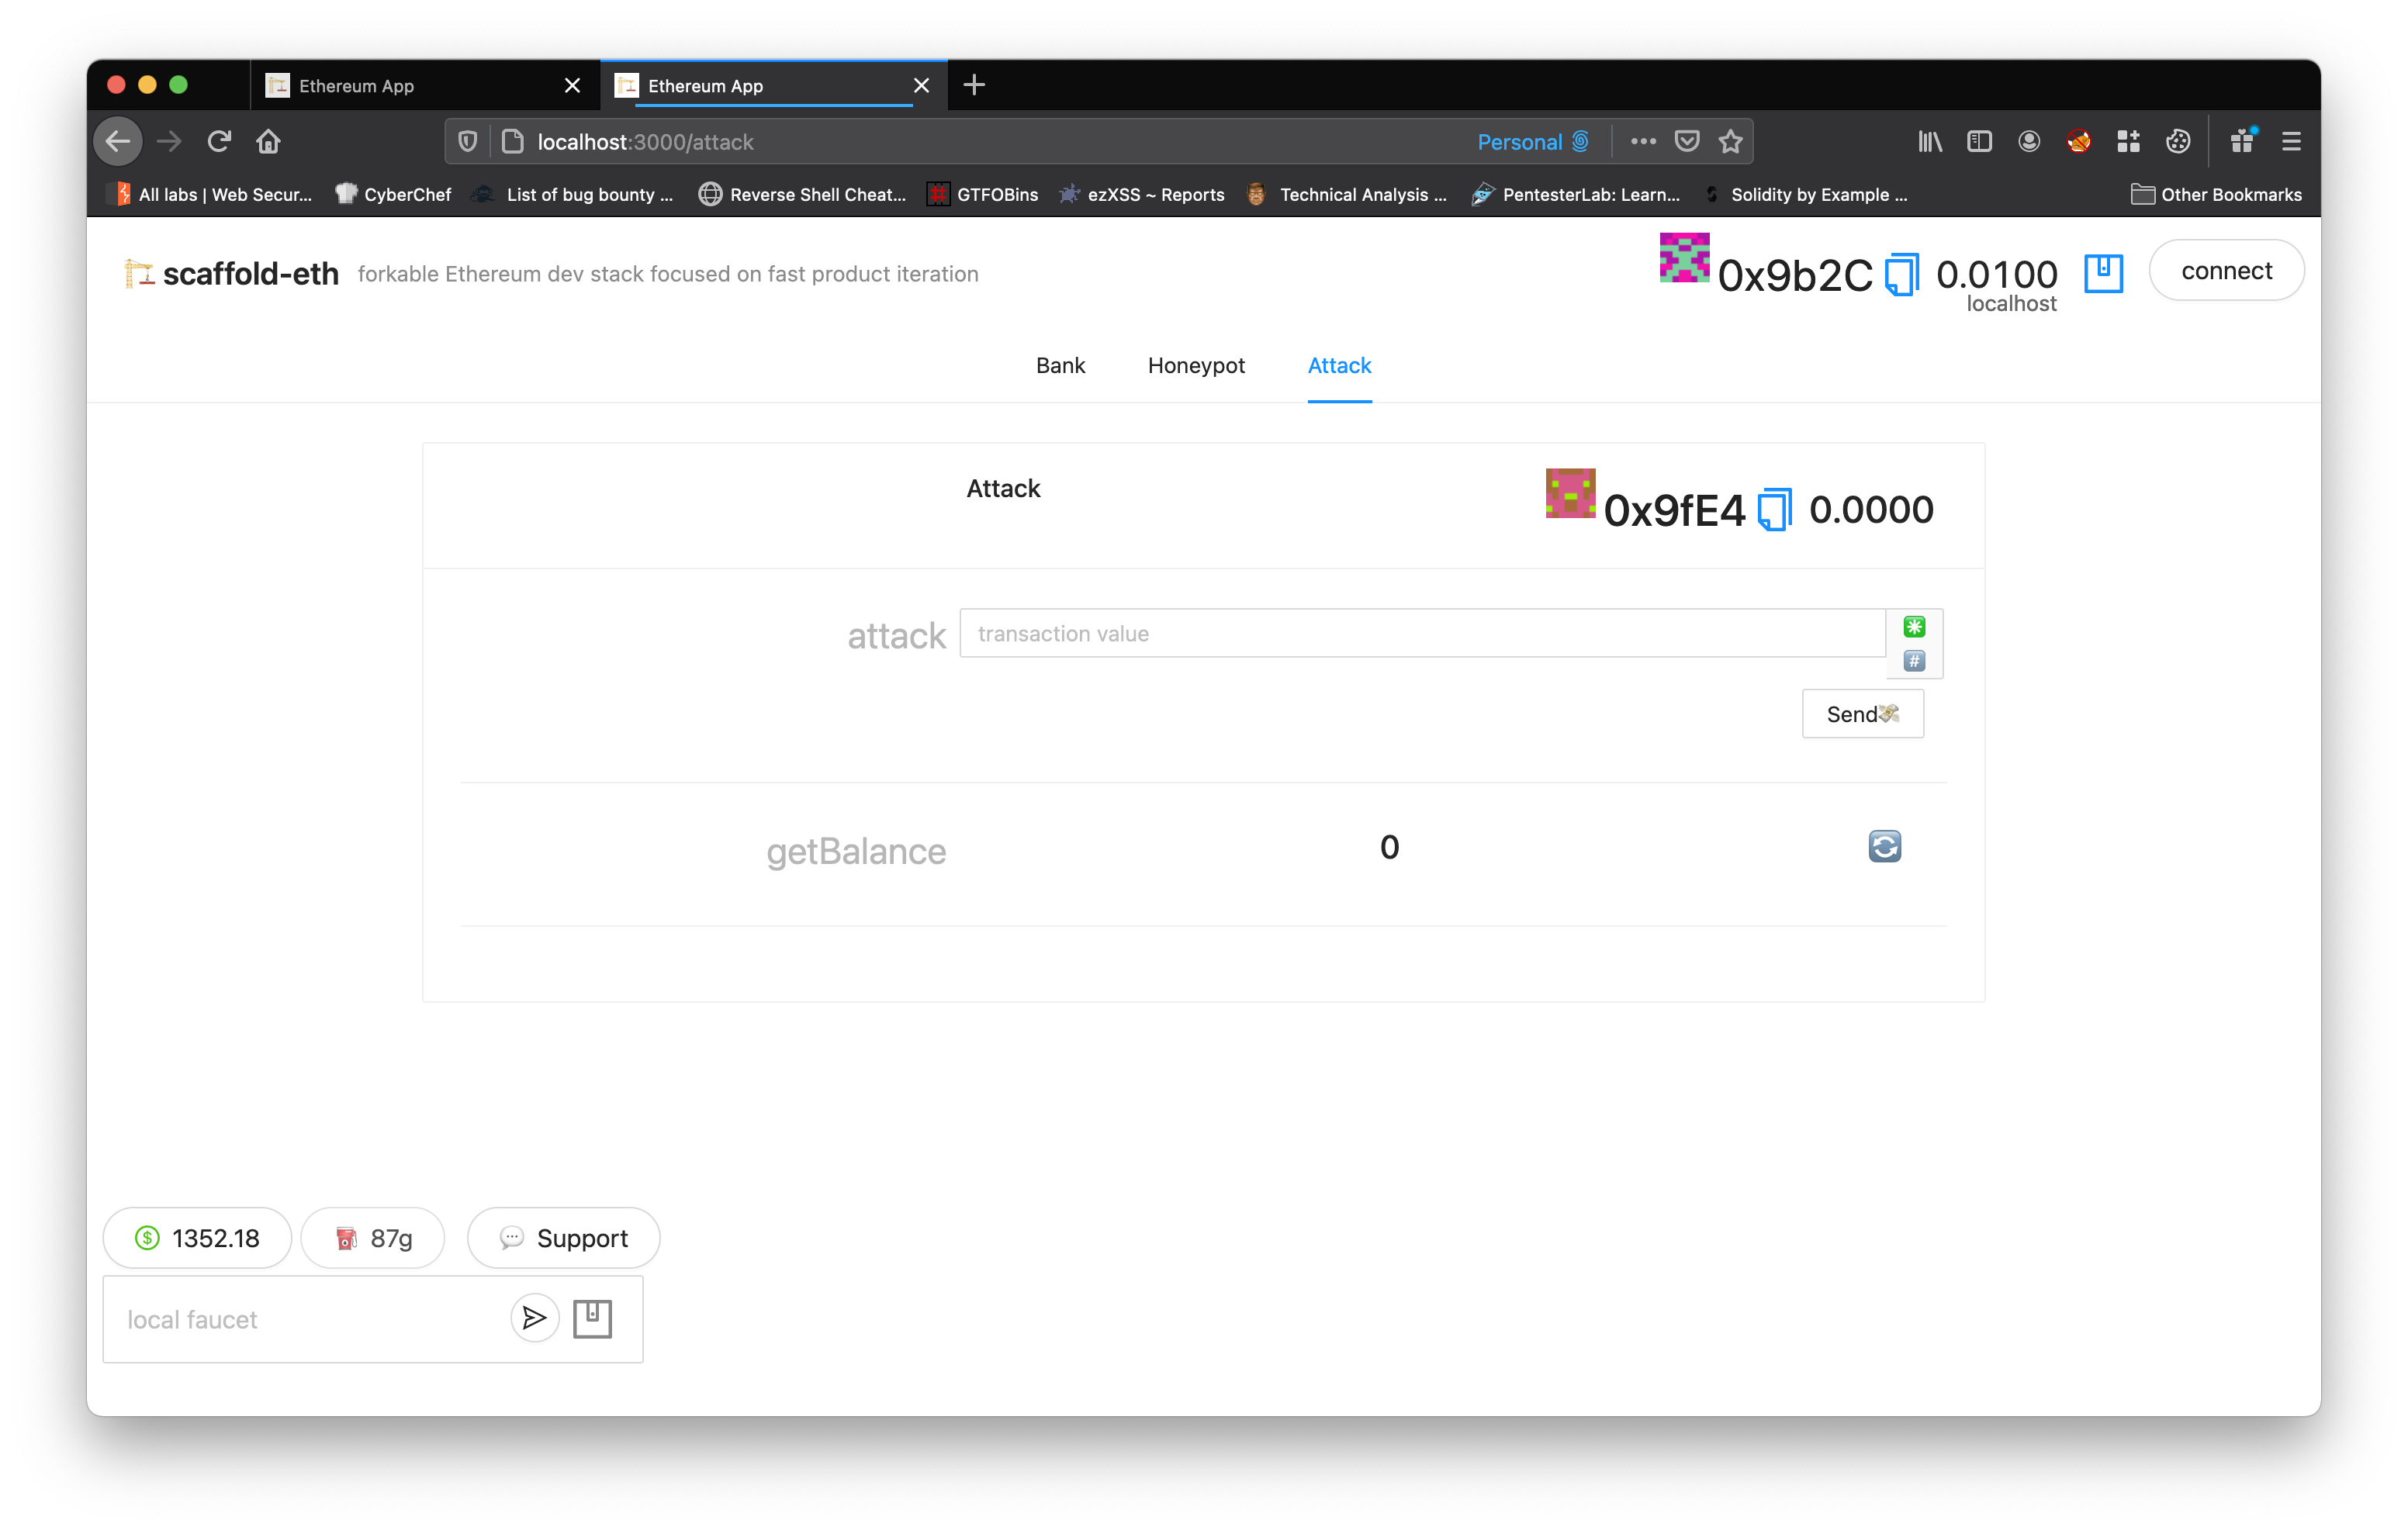 Ethereum App
Ethereum App
localhost:3000/attack
Personal
All labs | Web Secur...
CyberChef
List of bug bounty ...
Reverse Shell Cheat...
GTFOBins
ezXSS ~ Reports
Technical Analysis ...
PentesterLab: Learn...
Solidity by Example ...
Other Bookmarks
scaffold-eth
forkable Ethereum dev stack focused on fast product iteration
0x9b2C
0.0100
localhost
connect
Bank
Honeypot
Attack
Attack
0x9fE4
0.0000
attack
transaction value
#
Send
getBalance
0
$ 1352.18
87g
Support
local faucet